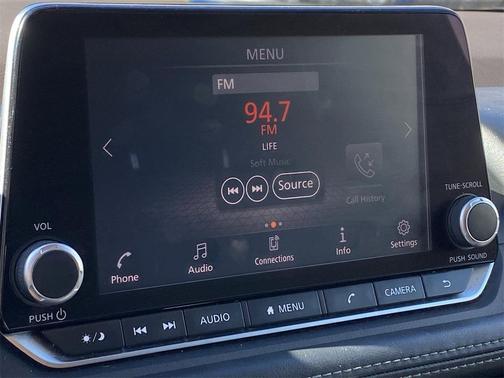 MENU
FM
94.7
FM
LIFE
Soft Music
Source
Call History
TUNE·SCROLL
VOL
Phone
Audio
Connections
Info
Settings
PUSH
PUSH SOUND
AUDIO
MENU
CAMERA